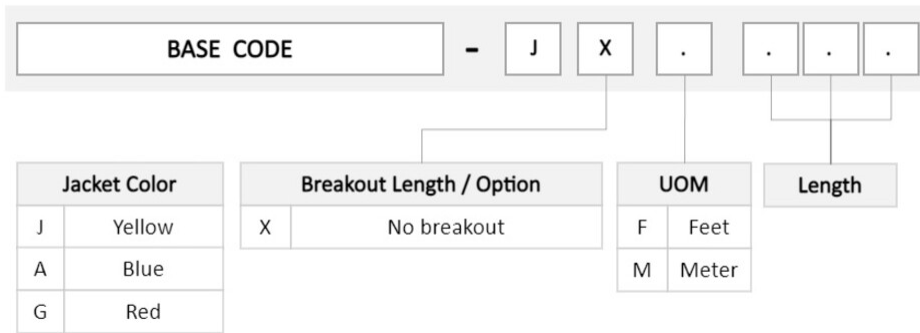 BASE CODE - J X . . . .
Jacket Color
J Yellow
A Blue
G Red
Breakout Length / Option
X No breakout
UOM
F Feet
M Meter
Length